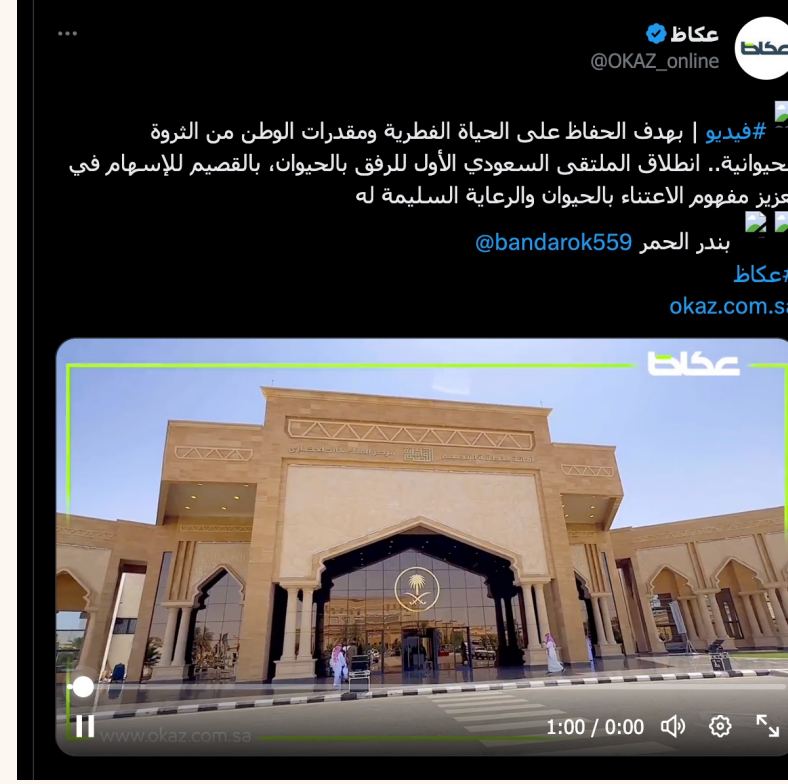 عكاظ
@OKAZ_online
عكاظ
#فيديو | بهدف الحفاظ على الحياة الفطرية ومقدرات الوطن من الثروة
الحيوانية.. انطلاق الملتقى السعودي الأول للرفق بالحيوان، بالقصيم للإسهام في
تعزيز مفهوم الاعتناء بالحيوان والرعاية السليمة له
بندر الحمر @bandarok559
#عكاظ
okaz.com.sa
عكاظ
www.okaz.com.sa
1:00 / 0:00